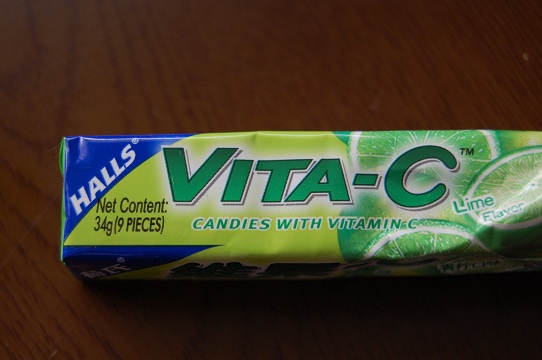 HALLS®
VITA-C™
Net Content:
34g (9 PIECES)
CANDIES WITH VITAMIN C
Lime
Flavor